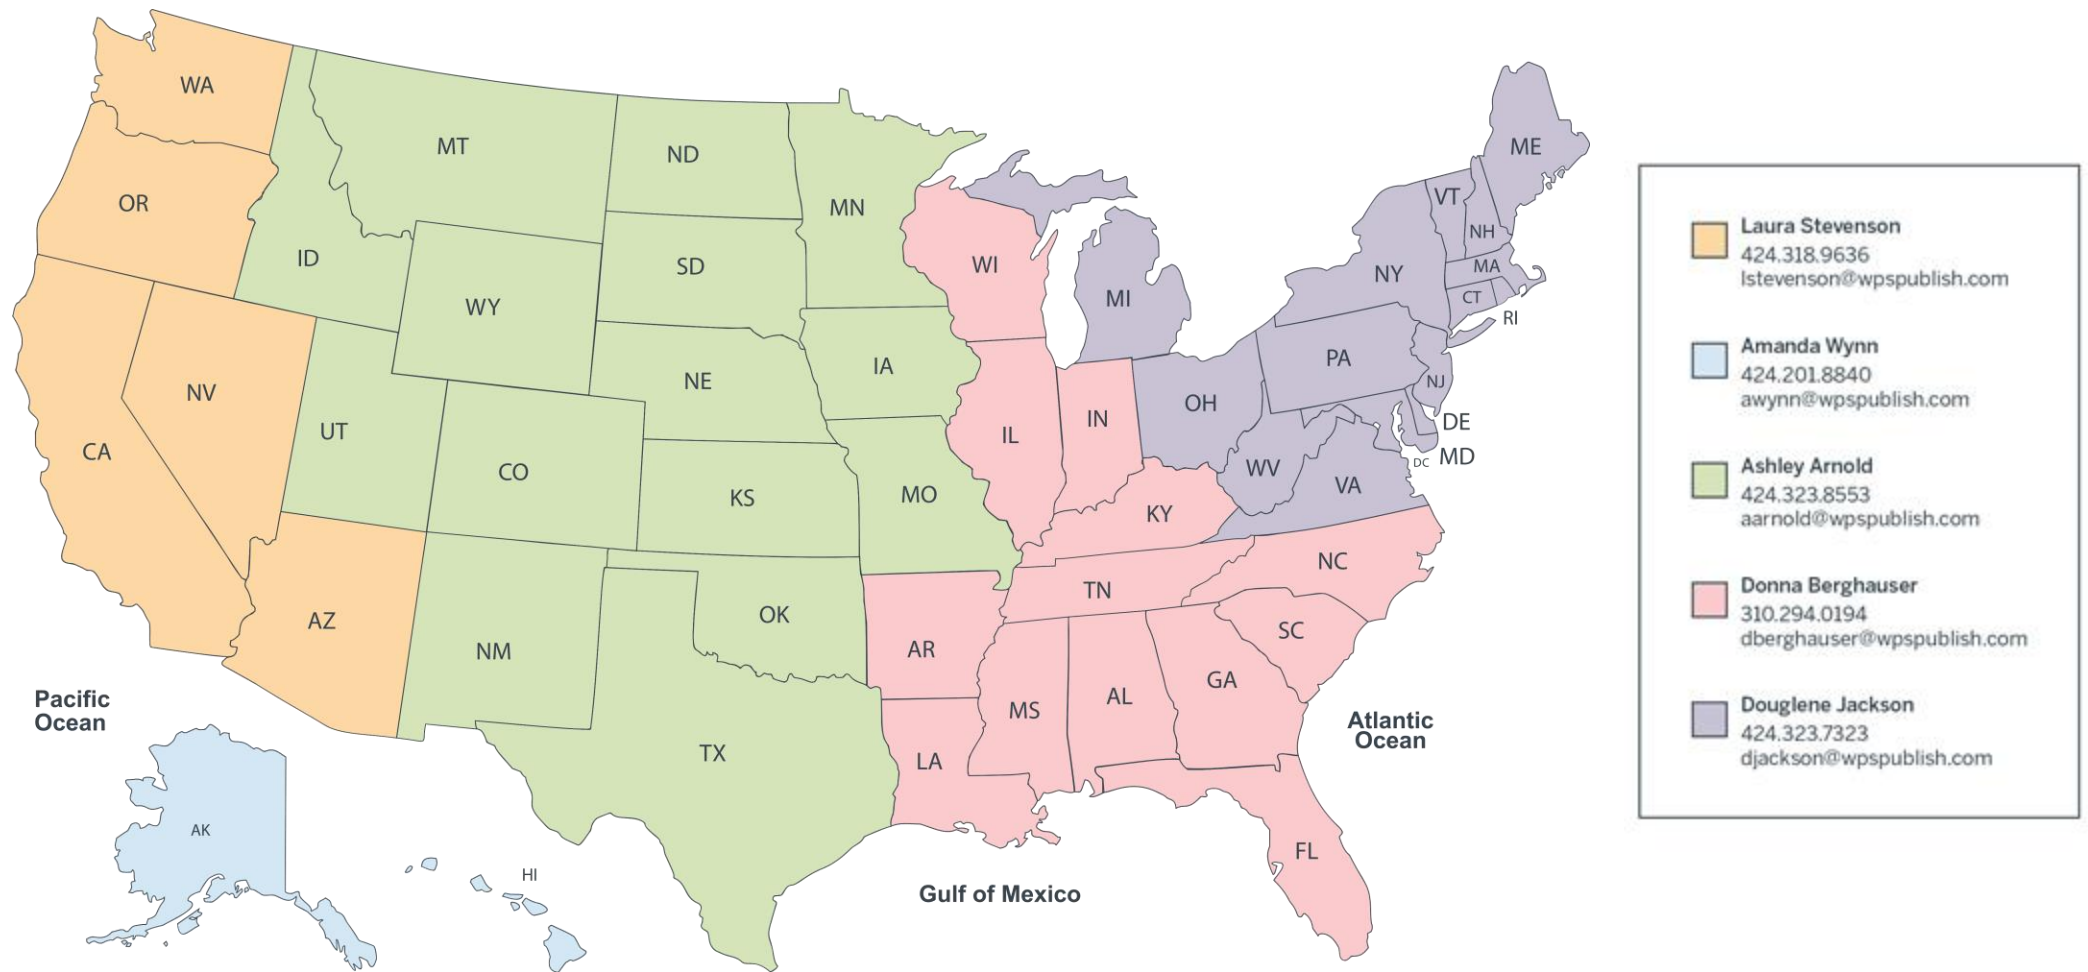 WA
MT
ND
ME
OR
MN
VT
NH
ID
SD
WI
NY
MA
MI
CT
WY
RI
IA
PA
NE
NV
NJ
OH
IN
DE
UT
IL
CA
MD
DC
CO
WV
VA
KS
MO
KY
NC
TN
OK
AZ
SC
AR
NM
GA
AL
MS
Pacific
Ocean
Atlantic
Ocean
TX
LA
AK
FL
HI
Gulf of Mexico
Laura Stevenson
424.318.9636
lstevenson@wpspublish.com
Amanda Wynn
424.201.8840
awynn@wpspublish.com
Ashley Arnold
424.323.8553
aarnold@wpspublish.com
Donna Berghauser
310.294.0194
dberghauser@wpspublish.com
Douglene Jackson
424.323.7323
djackson@wpspublish.com